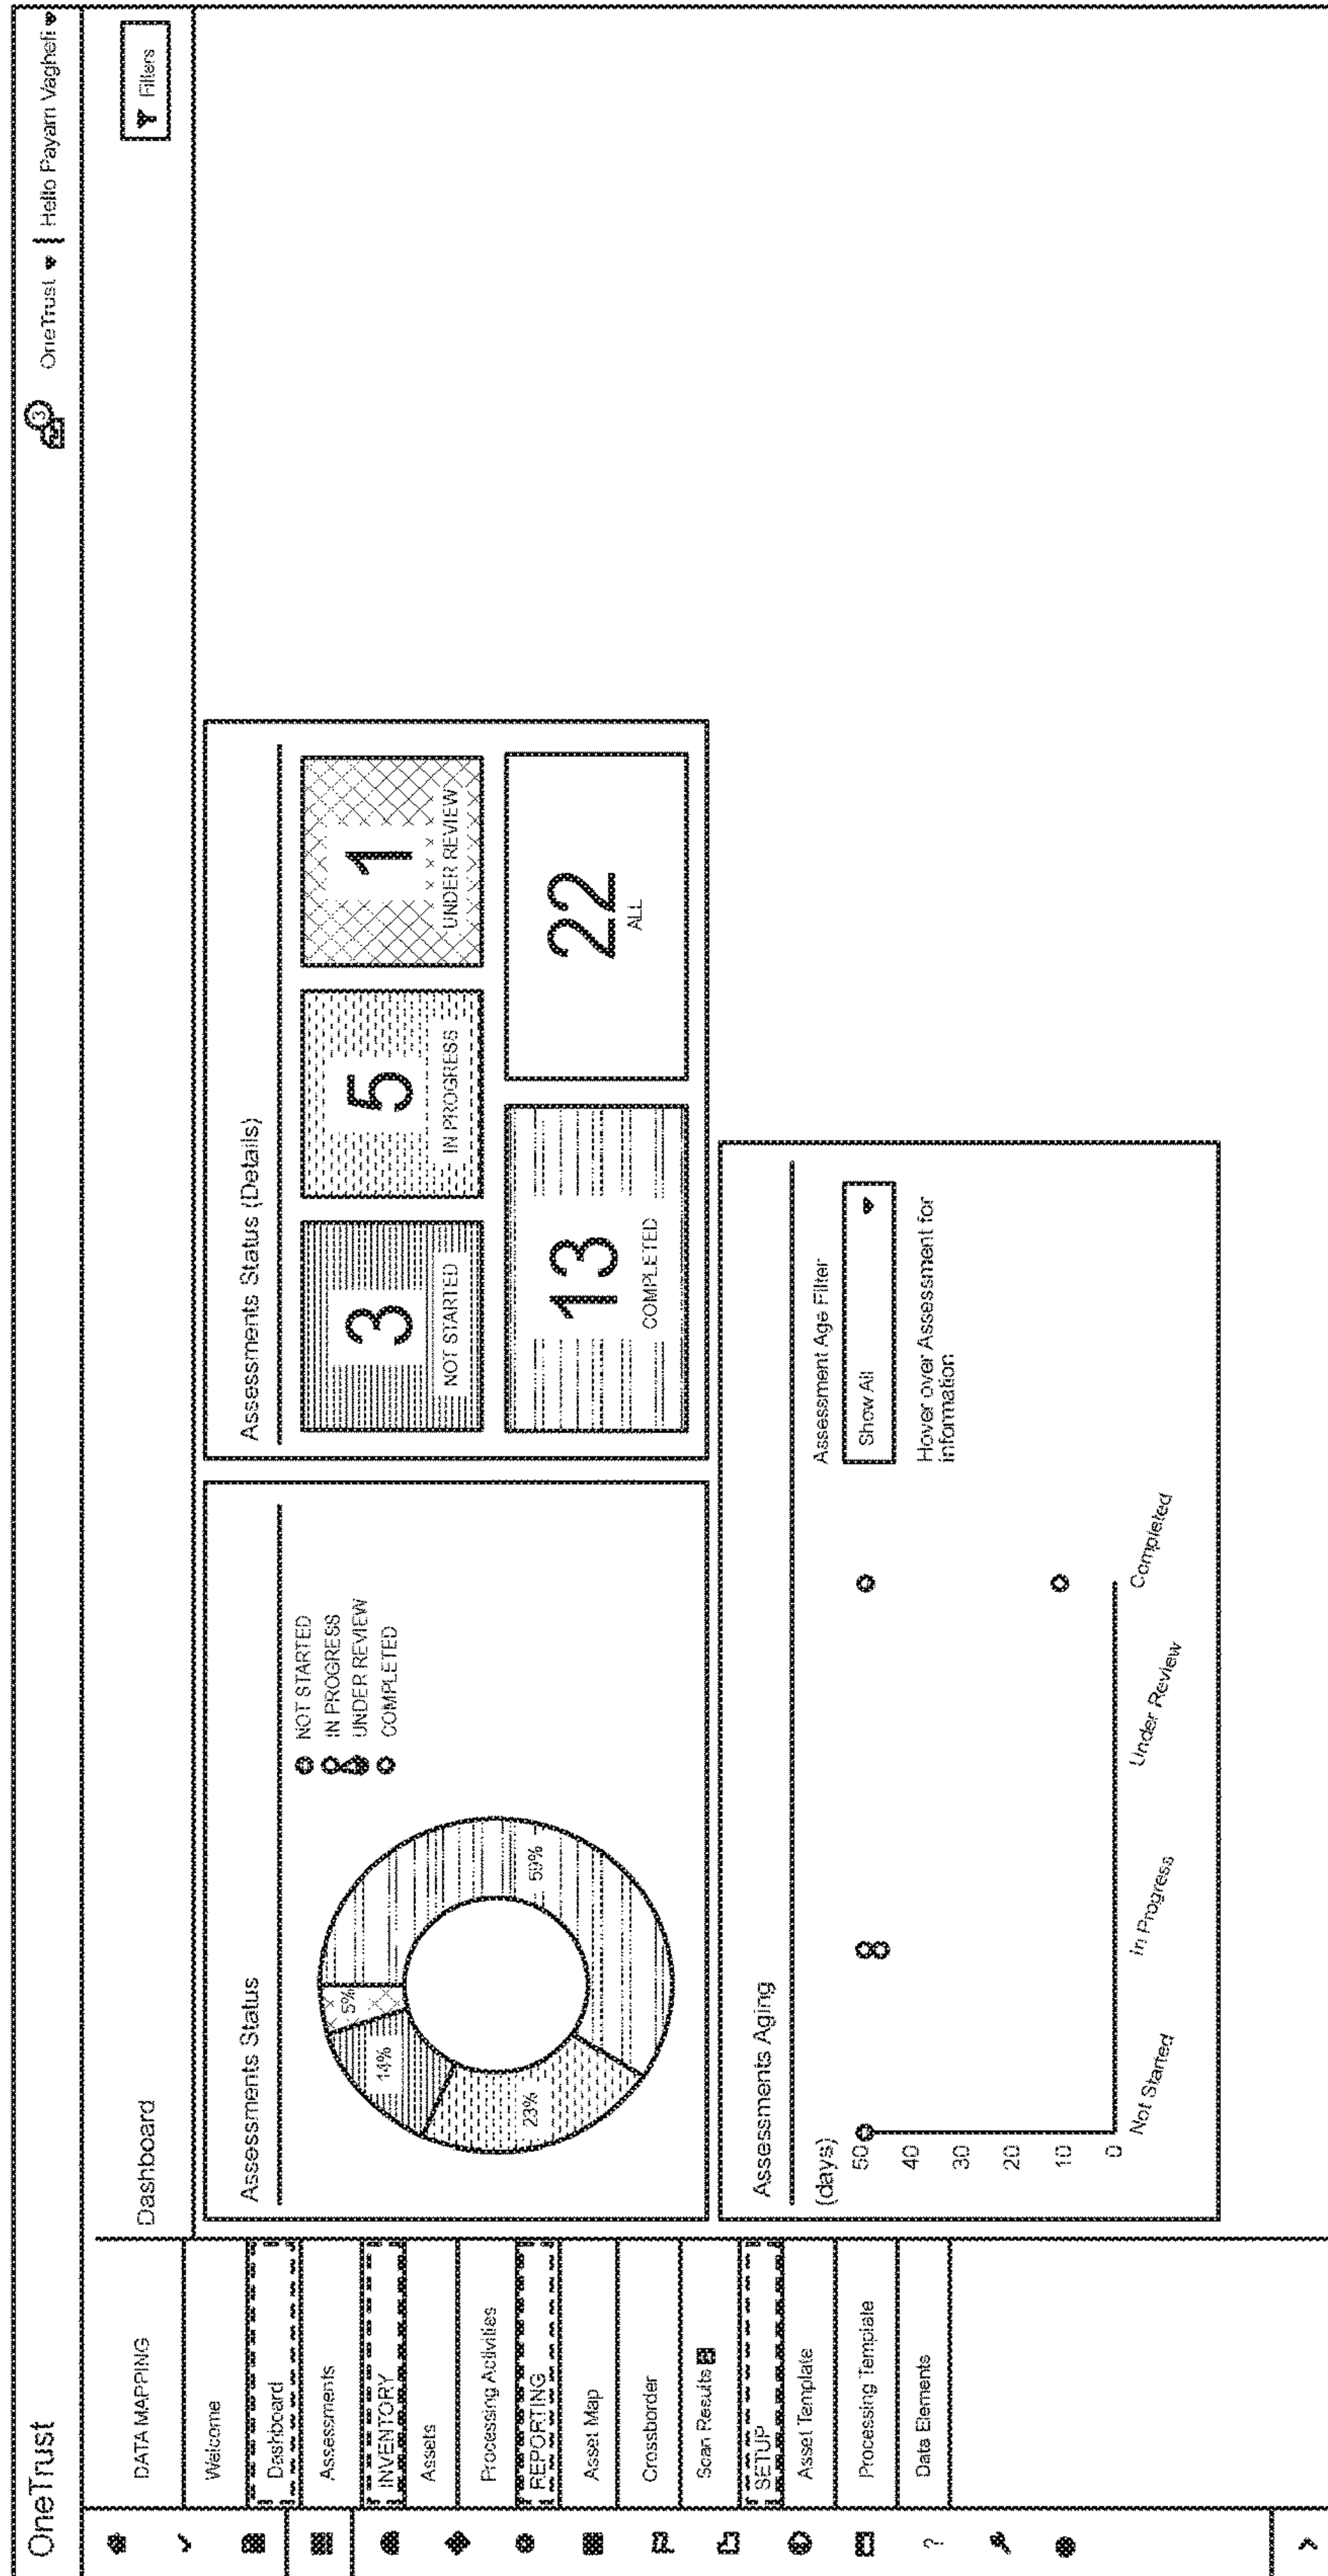 OneTrust
3
OneTrust
Hello Payam Vaghefi
DATA MAPPING
Welcome
Dashboard
Assessments
INVENTORY
Assets
Processing Activities
REPORTING
Asset Map
Crossborder
Scan Results
SETUP
Asset Template
Processing Template
Data Elements
?
Dashboard
Filters
Assessments Status
5%
14%
23%
59%
NOT STARTED
IN PROGRESS
UNDER REVIEW
COMPLETED
Assessments Status (Details)
3
NOT STARTED
5
IN PROGRESS
1
UNDER REVIEW
13
COMPLETED
22
ALL
Assessments Aging
(days)
50
40
30
20
10
0
Not Started
In Progress
Under Review
Completed
Assessment Age Filter
Show All
Hover over Assessment for
information